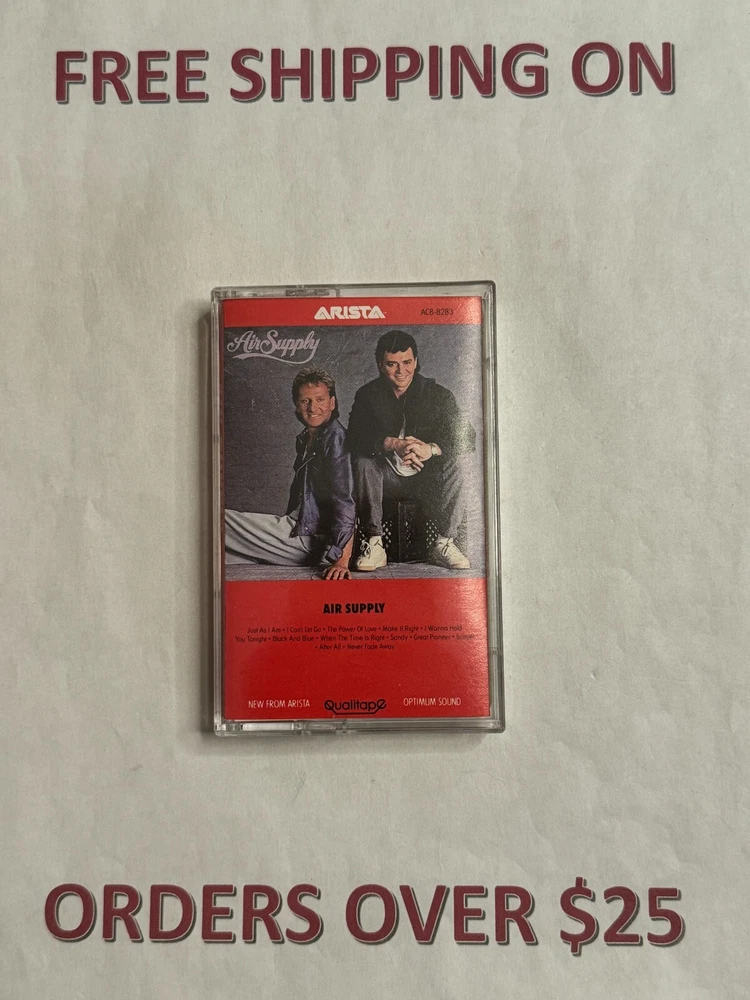 FREE SHIPPING ON
ARISTA AC8-8283
Air Supply
AIR SUPPLY
Just As I Am • I Can't Let Go • The Power Of Love • Make It Right • I Wanna Hold
You Tonight • Black And Blue • When The Time Is Right • Sandy • Great Pioneer • Sunset
• After All • Never Fade Away
NEW FROM ARISTA Qualitape OPTIMUM SOUND
ORDERS OVER $25